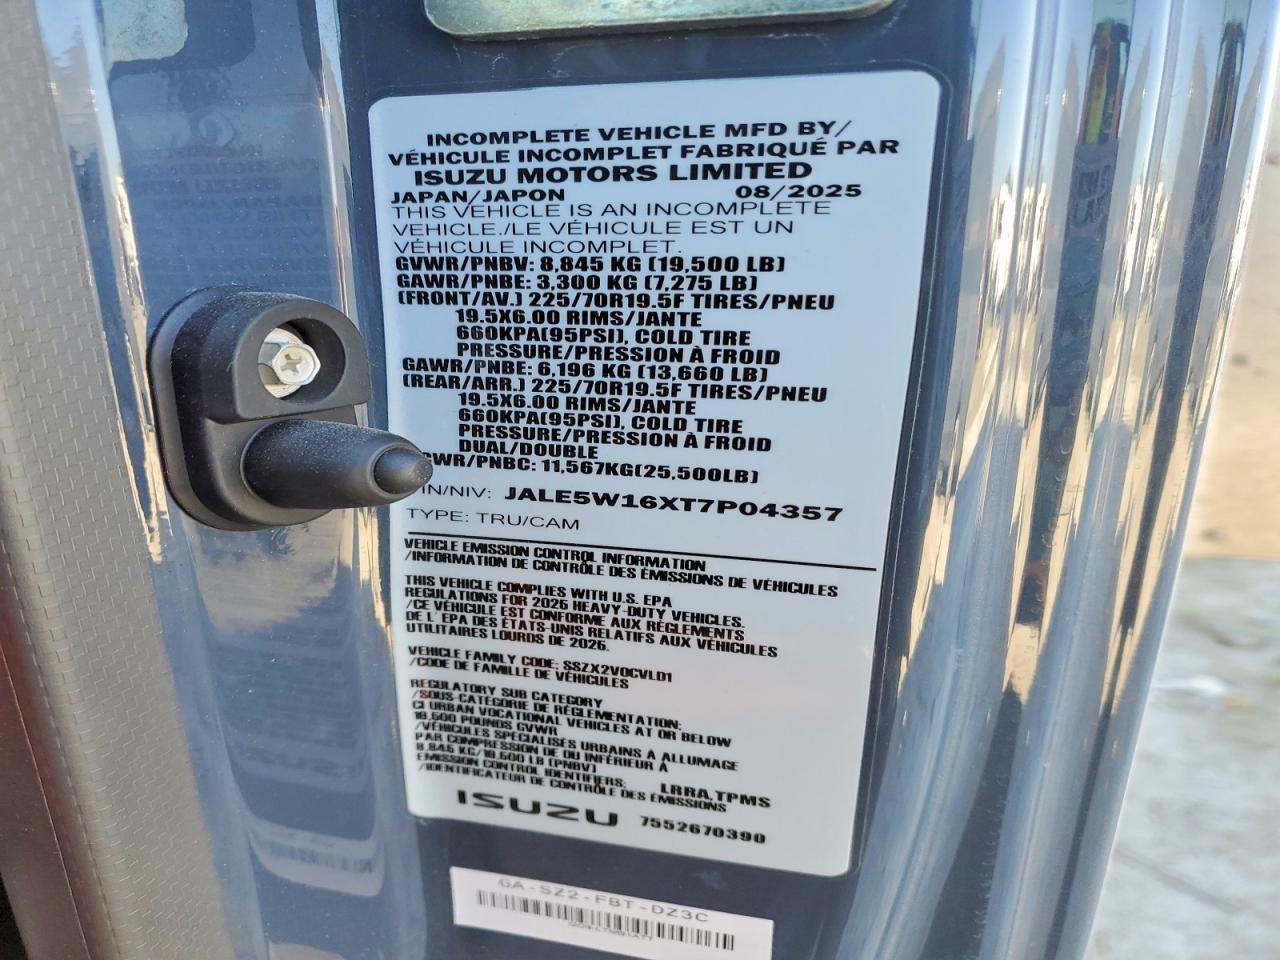 INCOMPLETE VEHICLE MFD BY/
VÉHICULE INCOMPLET FABRIQUÉ PAR
ISUZU MOTORS LIMITED
JAPAN/JAPON 08/2025
THIS VEHICLE IS AN INCOMPLETE
VEHICLE./LE VÉHICULE EST UN
VÉHICULE INCOMPLET.
GVWR/PNBV: 8,845 KG (19,500 LB)
GAWR/PNBE: 3,300 KG (7,275 LB)
(FRONT/AV.) 225/70R19.5F TIRES/PNEU
19.5X6.00 RIMS/JANTE
660KPA(95PSI), COLD TIRE
PRESSURE/PRESSION À FROID
GAWR/PNBE: 6,196 KG (13,660 LB)
(REAR/ARR.) 225/70R19.5F TIRES/PNEU
19.5X6.00 RIMS/JANTE
660KPA(95PSI), COLD TIRE
PRESSURE/PRESSION À FROID
DUAL/DOUBLE
CWR/PNBC: 11,567KG(25,500LB)
IN/NIV: JALE5W16XT7P04357
TYPE: TRU/CAM
VEHICLE EMISSION CONTROL INFORMATION
/INFORMATION DE CONTRÔLE DES ÉMISSIONS DE VÉHICULES
THIS VEHICLE COMPLIES WITH U.S. EPA
REGULATIONS FOR 2026 HEAVY-DUTY VEHICLES.
/CE VÉHICULE EST CONFORME AUX RÈGLEMENTS
DE L' EPA DES ÉTATS-UNIS RELATIFS AUX VÉHICULES
UTILITAIRES LOURDS DE 2026.
VEHICLE FAMILY CODE: SSZX2VOCVLD1
/CODE DE FAMILLE DE VÉHICULES
REGULATORY SUB CATEGORY
/SOUS-CATÉGORIE DE RÉGLEMENTATION:
CI URBAN VOCATIONAL VEHICLES AT OR BELOW
19,500 POUNDS GVWR
/VÉHICULES SPÉCIALISÉS URBAINS À ALLUMAGE
PAR COMPRESSION DE OU INFÉRIEUR À
8,845 KG/19,500 LB (PNBV)
EMISSION CONTROL IDENTIFIERS: LRRA,TPMS
/IDENTIFICATEUR DE CONTRÔLE DES ÉMISSIONS
ISUZU 7552670390
GA-SZ2-FBT-DZ3C